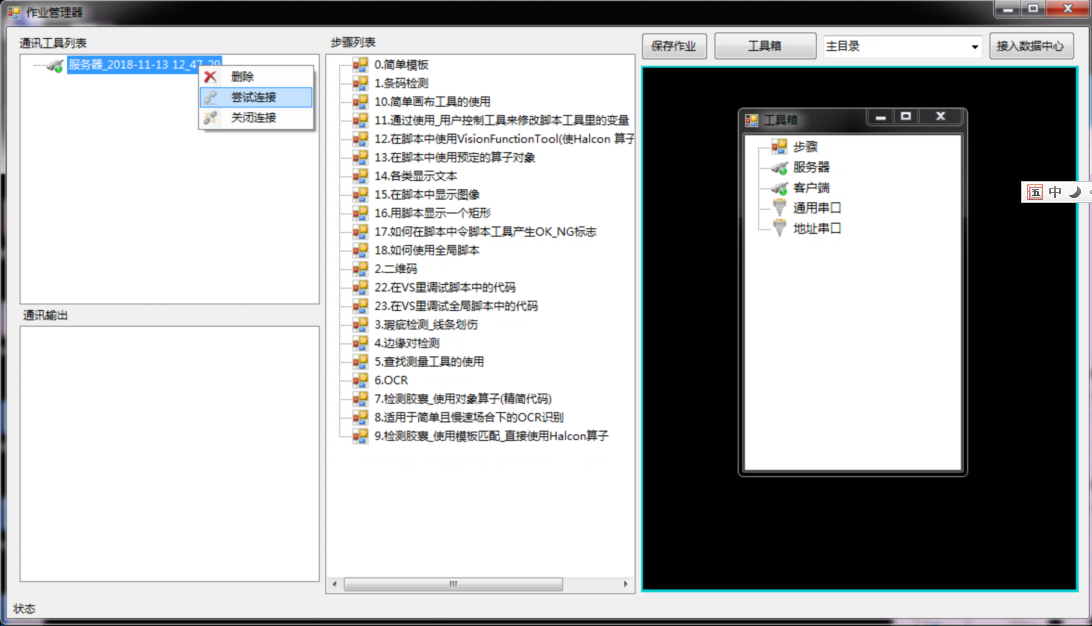 作业管理器
通讯工具列表
服务器_2018-11-13 12_47_20
删除
尝试连接
关闭连接
通讯输出
步骤列表
0.简单模板
1.条码检测
10.简单画布工具的使用
11.通过使用_用户控制工具来修改脚本工具里的变量
12.在脚本中使用VisionFunctionTool(使Halcon 算子
13.在脚本中使用预定的算子对象
14.各类显示文本
15.在脚本中显示图像
16.用脚本显示一个矩形
17.如何在脚本中令脚本工具产生OK_NG标志
18.如何使用全局脚本
2.二维码
22.在VS里调试脚本中的代码
23.在VS里调试全局脚本中的代码
3.瑕疵检测_线条划伤
4.边缘对检测
5.查找测量工具的使用
6.OCR
7.检测胶囊_使用对象算子(精简代码)
8.适用于简单且慢速场合下的OCR识别
9.检测胶囊_使用模板匹配_直接使用Halcon算子
保存作业
工具箱
主目录
接入数据中心
工具箱
步骤
服务器
客户端
通用串口
地址串口
五 中
状态